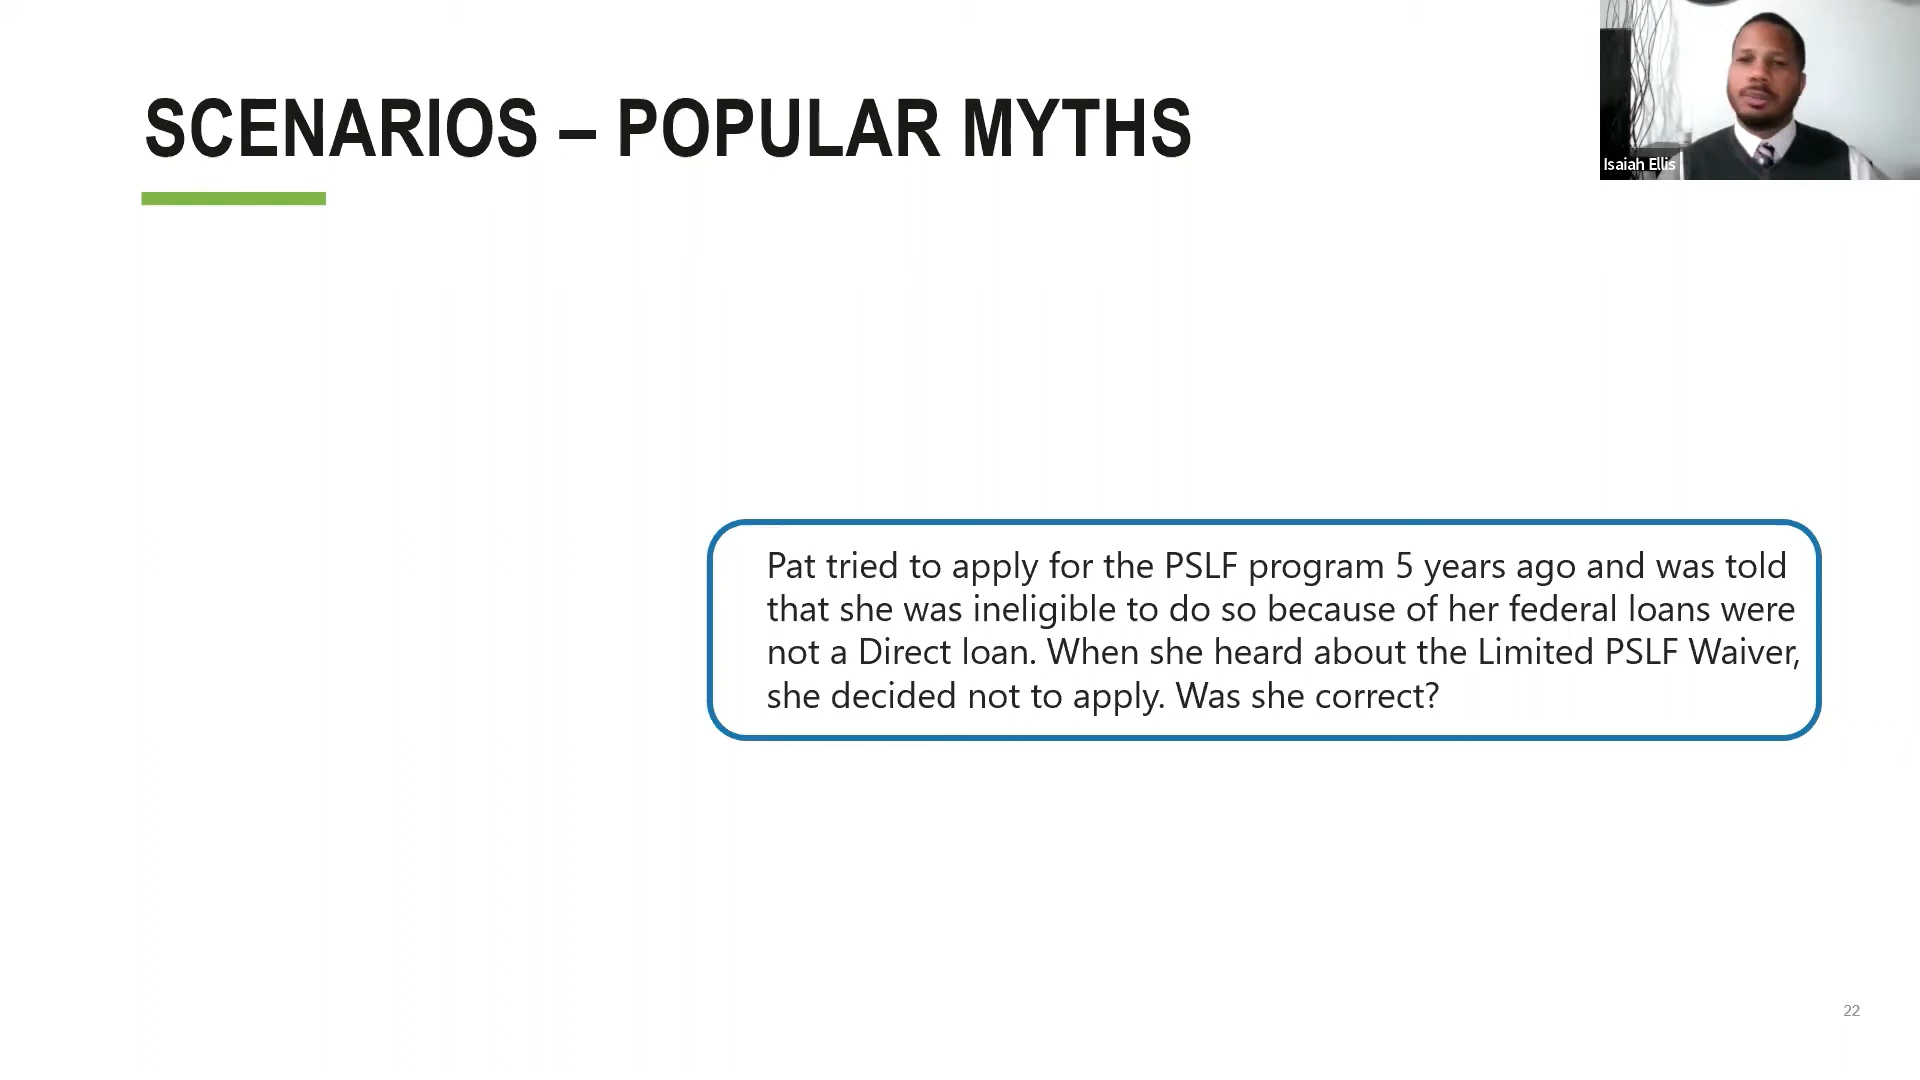 SCENARIOS – POPULAR MYTHS
Isaiah Ellis
Pat tried to apply for the PSLF program 5 years ago and was told
that she was ineligible to do so because of her federal loans were
not a Direct loan. When she heard about the Limited PSLF Waiver,
she decided not to apply. Was she correct?
22